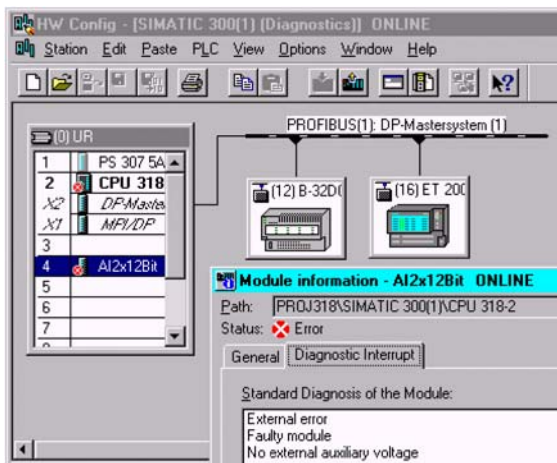 HW Config - [SIMATIC 300(1) (Diagnostics)] ONLINE
Station Edit Paste PLC View Options Window Help
PROFIBUS(1): DP-Mastersystem (1)
(0) UR
1 PS 307 5A
2 CPU 318
X2 DP-Maste
X1 MPI/DP
3
4 AI2x12Bit
5
6
7
(12) B-32D
(16) ET 200
Module information - AI2x12Bit ONLINE
Path: PROJ318\SIMATIC 300(1)\CPU 318-2
Status: Error
General Diagnostic Interrupt
Standard Diagnosis of the Module:
External error
Faulty module
No external auxiliary voltage